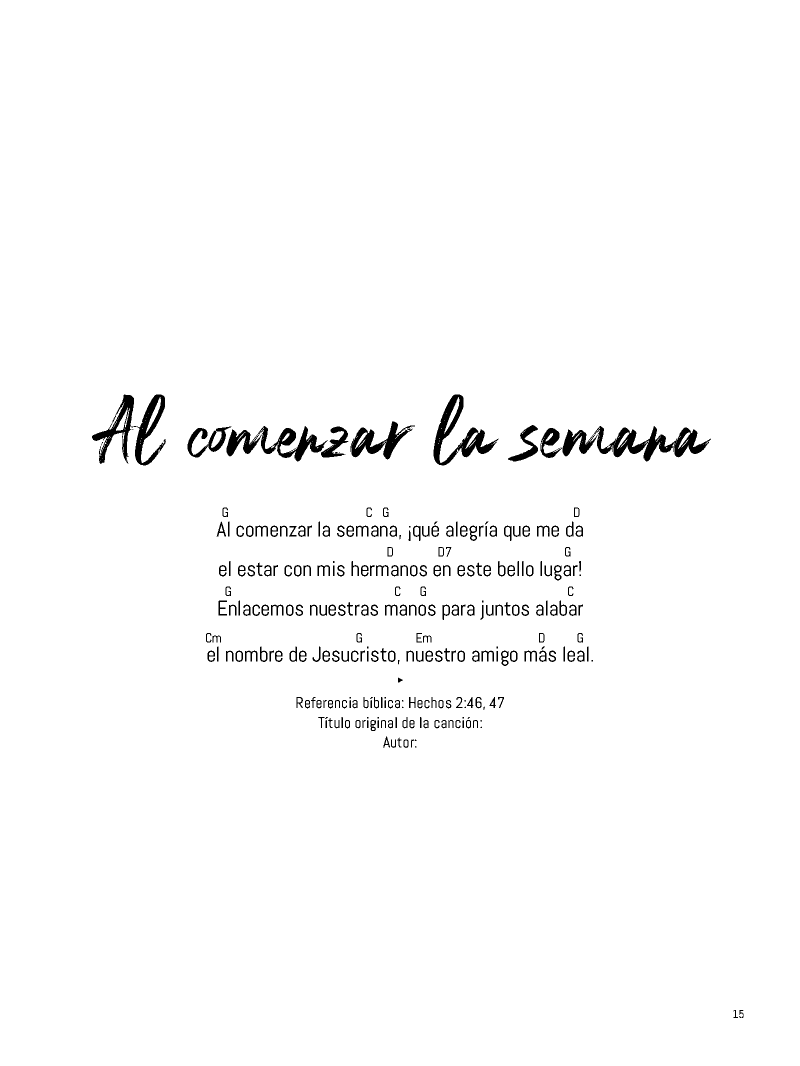 Al comenzar la semana
G C G D
Al comenzar la semana, ¡qué alegría que me da
D D7 G
el estar con mis hermanos en este bello lugar!
G C G C
Enlacemos nuestras manos para juntos alabar
Cm G Em D G
el nombre de Jesucristo, nuestro amigo más leal.
Referencia bíblica: Hechos 2:46, 47
Título original de la canción:
Autor:
15